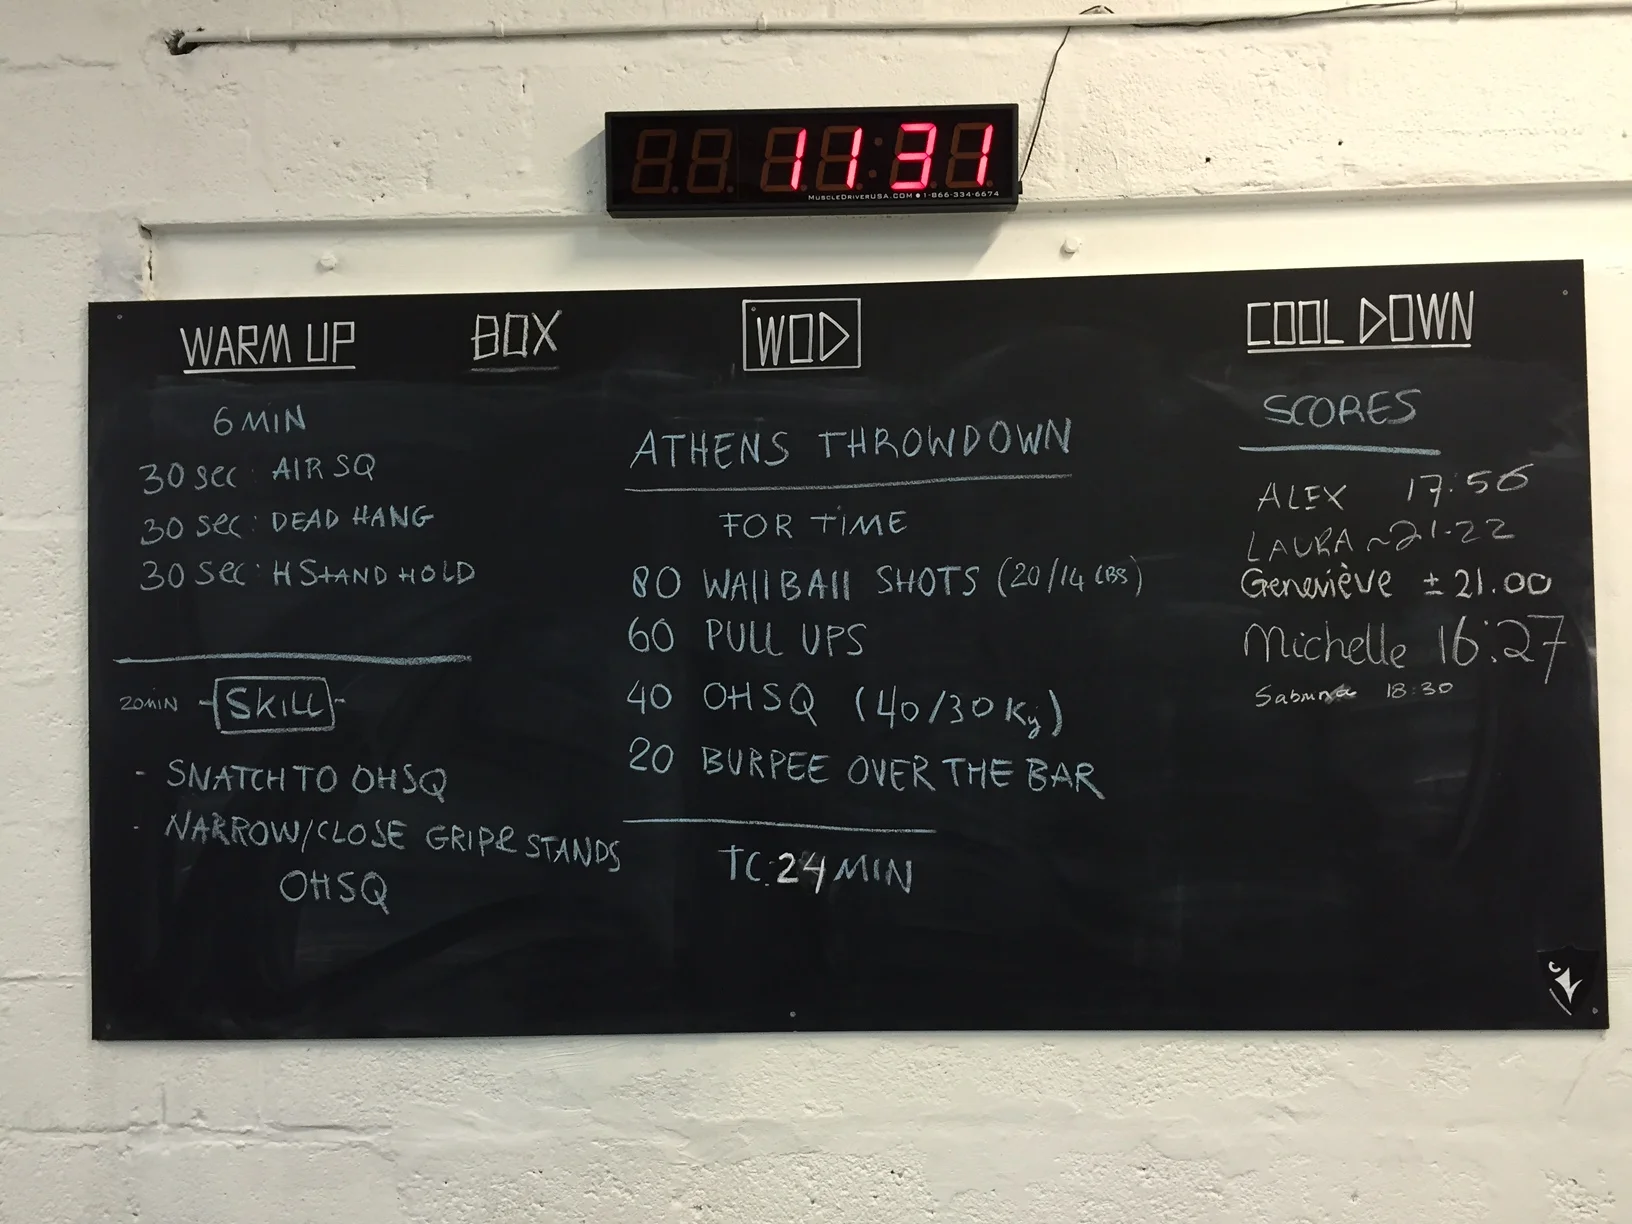 11 31
MUSCLEDRIVERUSA.COM • 1-866-334-6674
WARM UP
6 MIN
30 sec: AIR SQ
30 sec: DEAD HANG
30 sec: H STAND HOLD
20min - SKILL -
- SNATCH TO OHSQ
- NARROW/CLOSE GRIP & STANDS
OHSQ
BOX
WOD
ATHENS THROWDOWN
FOR TIME
80 WALLBALL SHOTS (20/14 LBS)
60 PULL UPS
40 OHSQ (40/30 Kg)
20 BURPEE OVER THE BAR
TC: 24 MIN
COOL DOWN
SCORES
ALEX 17:56
LAURA ~21.22
Geneviève ± 21.00
Michelle 16:27
Sabrina 18:30